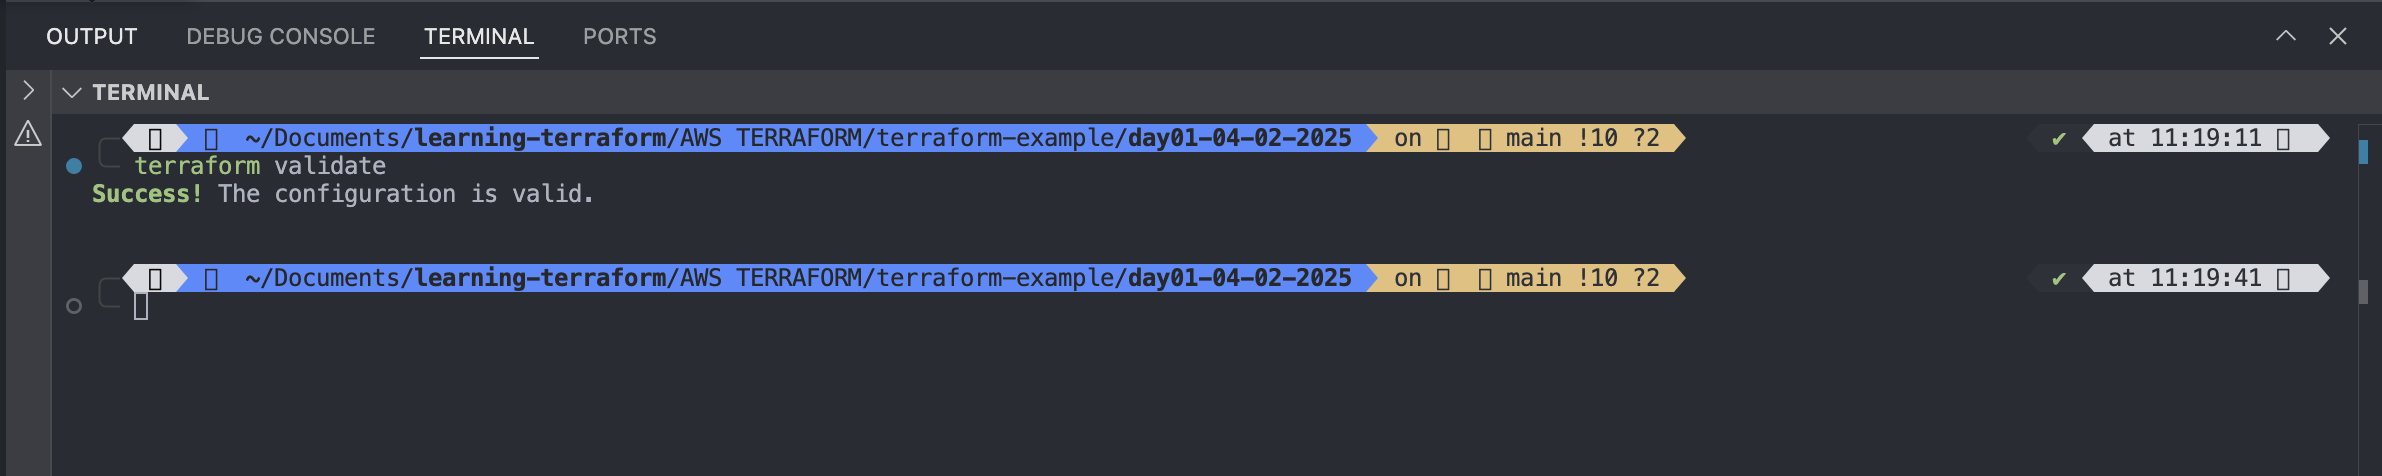 OUTPUT DEBUG CONSOLE TERMINAL PORTS
TERMINAL
~/Documents/learning-terraform/AWS TERRAFORM/terraform-example/day01-04-02-2025 on main !10 ?2 ✔ at 11:19:11
terraform validate
Success! The configuration is valid.
~/Documents/learning-terraform/AWS TERRAFORM/terraform-example/day01-04-02-2025 on main !10 ?2 ✔ at 11:19:41